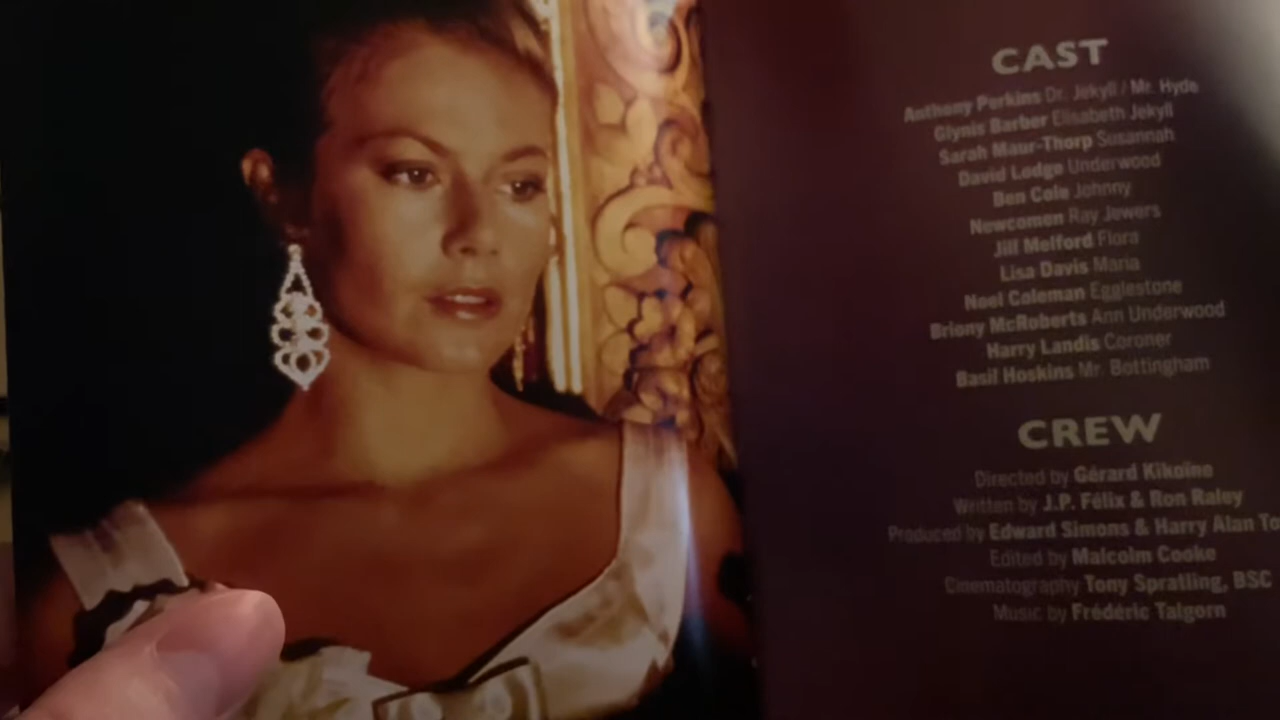 CAST
Anthony Perkins Dr. Jekyll / Mr. Hyde
Glynis Barber Elisabeth Jekyll
Sarah Maur-Thorp Susannah
David Lodge Underwood
Ben Cole Johnny
Newcomen Ray Jewers
Jill Melford Flora
Lisa Davis Maria
Noel Coleman Egglestone
Briony McRoberts Ann Underwood
Harry Landis Coroner
Basil Hoskins Mr. Bottingham
CREW
Directed by Gérard Kikoïne
Written by J.P. Félix & Ron Raley
Produced by Edward Simons & Harry Alan To
Edited by Malcolm Cooke
Cinematography Tony Spratling, BSC
Music by Frédéric Talgorn